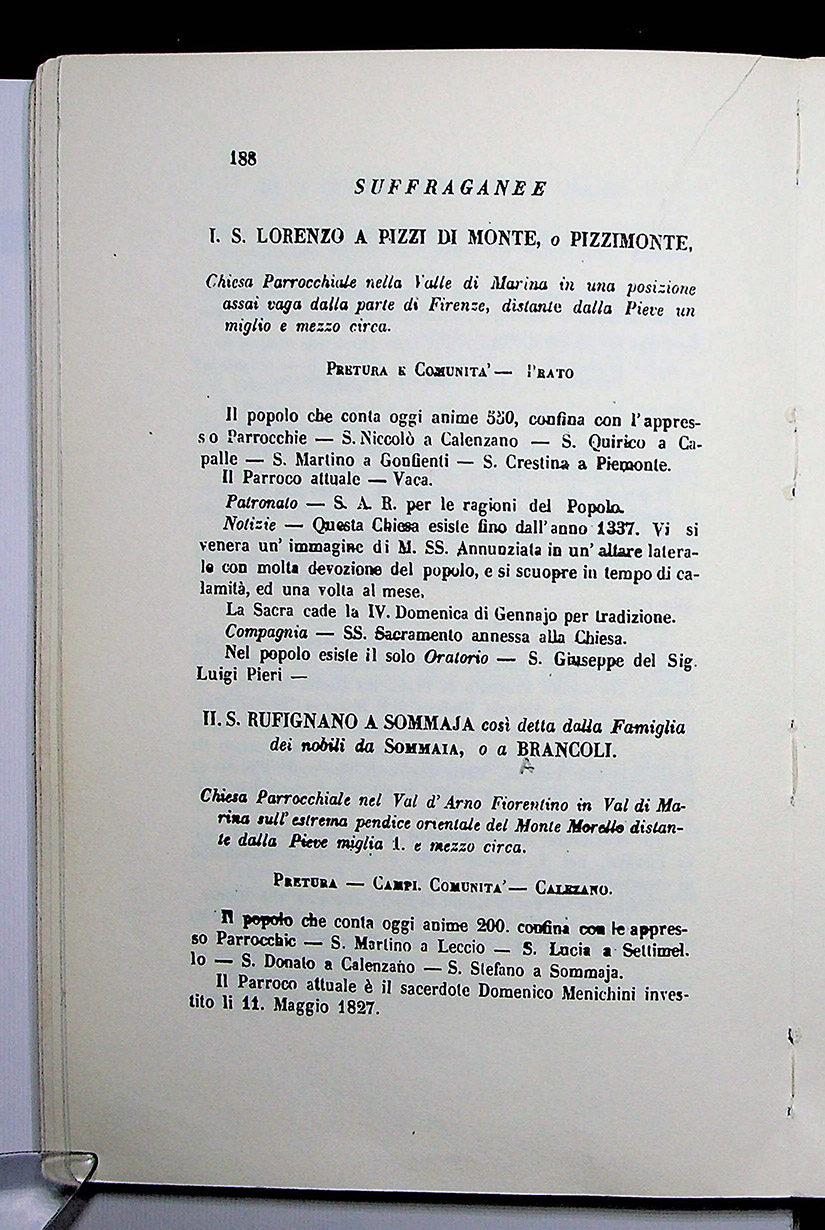 188
SUFFRAGANEE
I. S. LORENZO A PIZZI DI MONTE, o PIZZIMONTE,
Chiesa Parrocchiale nella Valle di Marina in una posizione
assai vaga dalla parte di Firenze, distante dalla Pieve un
miglio e mezzo circa.
PRETURA E COMUNITA' — PRATO
Il popolo che conta oggi anime 550, confina con l'appres-
so Parrocchie — S. Niccolò a Calenzano — S. Quirico a Ca-
palle — S. Martino a Gonfienti — S. Crestina a Piemonte.
Il Parroco attuale — Vaca.
Patronato — S. A. R. per le ragioni del Popolo.
Notizie — Questa Chiesa esiste fino dall'anno 1337. Vi si
venera un' immagine di M. SS. Annunziata in un' altare latera-
le con molta devozione del popolo, e si scuopre in tempo di ca-
lamità, ed una volta al mese.
La Sacra cade la IV. Domenica di Gennajo per tradizione.
Compagnia — SS. Sacramento annessa alla Chiesa.
Nel popolo esiste il solo Oratorio — S. Giuseppe del Sig.
Luigi Pieri —
II. S. RUFIGNANO A SOMMAJA così detta dalla Famiglia
dei nobili da SOMMAIA, o a BRANCOLI.
A
Chiesa Parrocchiale nel Val d' Arno Fiorentino in Val di Ma-
rina sull' estrema pendice orientale del Monte Morello distan-
te dalla Pieve miglia 1. e mezzo circa.
PRETURA — CAMPI. COMUNITA' — CALEZANO.
Il popolo che conta oggi anime 200. confina con le appres-
so Parrocchie — S. Martino a Leccio — S. Lucia a Settimel-
lo — S. Donato a Calenzano — S. Stefano a Sommaja.
Il Parroco attuale è il sacerdote Domenico Menichini inves-
tito li 11. Maggio 1827.